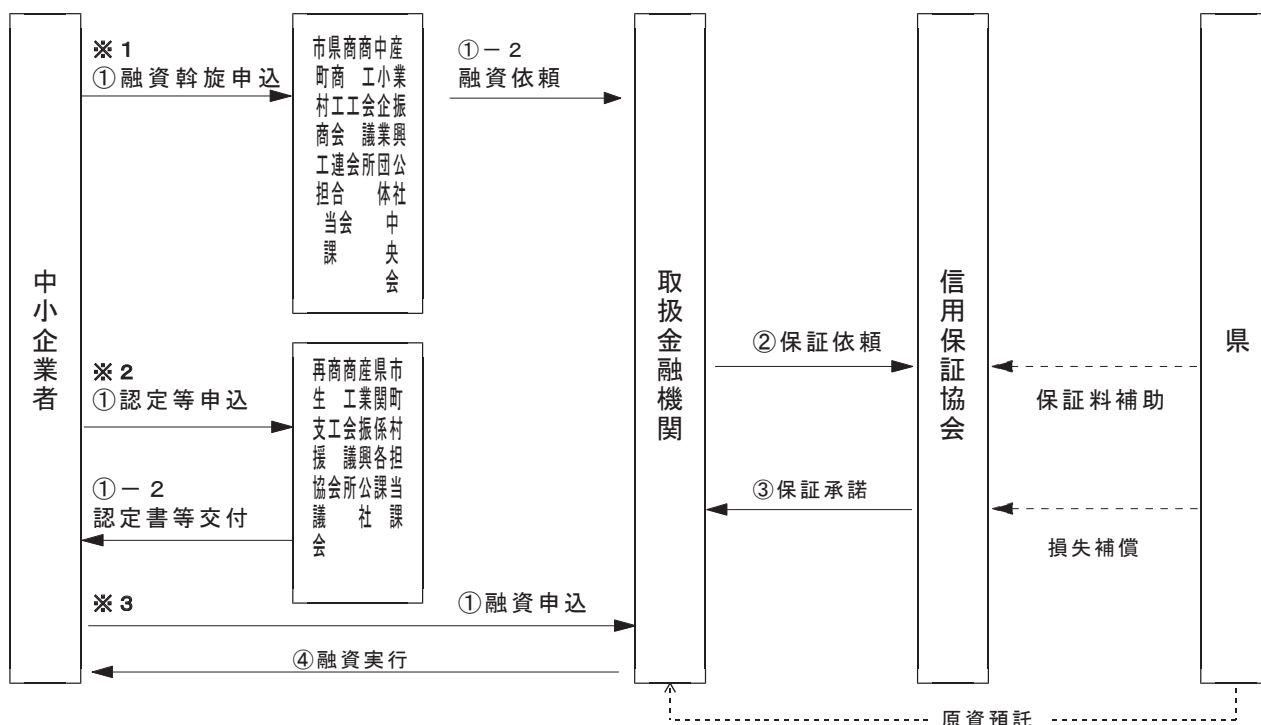 中小企業者
※1
①融資斡旋申込
産業振興公社
中小企業団体中央会
商工会議所
商工会
県商工会連合会
市町村商工担当課
①－2
融資依頼
※2
①認定等申込
①－2
認定書等交付
市町村担当課
県関係各課
産業振興公社
商工会議所
商工会
再生支援協議会
※3
①融資申込
④融資実行
取扱金融機関
②保証依頼
③保証承諾
信用保証協会
保証料補助
損失補償
県
原資預託